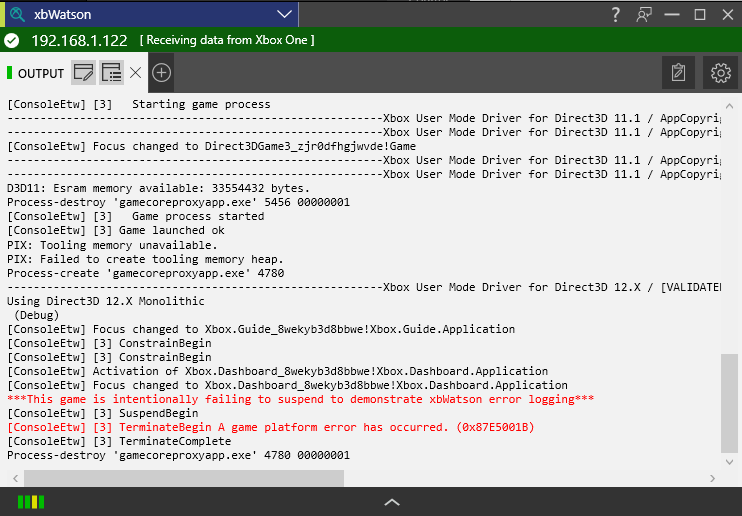 xbWatson
192.168.1.122 [ Receiving data from Xbox One ]
OUTPUT
[ConsoleEtw] [3]   Starting game process
------------------------------------------------------Xbox User Mode Driver for Direct3D 11.1 / AppCopyri
------------------------------------------------------Xbox User Mode Driver for Direct3D 11.1 / AppCopyri
[ConsoleEtw] Focus changed to Direct3DGame3_zjr0dfhgjwvde!Game
------------------------------------------------------Xbox User Mode Driver for Direct3D 11.1 / AppCopyri
------------------------------------------------------Xbox User Mode Driver for Direct3D 11.1 / AppCopyri
D3D11: Esram memory available: 33554432 bytes.
Process-destroy 'gamecoreproxyapp.exe' 5456 00000001
[ConsoleEtw] [3]   Game process started
[ConsoleEtw] [3] Game launched ok
PIX: Tooling memory unavailable.
PIX: Failed to create tooling memory heap.
Process-create 'gamecoreproxyapp.exe' 4780
------------------------------------------------------Xbox User Mode Driver for Direct3D 12.X / [VALIDATE
Using Direct3D 12.X Monolithic
 (Debug)
[ConsoleEtw] Focus changed to Xbox.Guide_8wekyb3d8bbwe!Xbox.Guide.Application
[ConsoleEtw] [3] ConstrainBegin
[ConsoleEtw] [3] ConstrainBegin
[ConsoleEtw] Activation of Xbox.Dashboard_8wekyb3d8bbwe!Xbox.Dashboard.Application
[ConsoleEtw] Focus changed to Xbox.Dashboard_8wekyb3d8bbwe!Xbox.Dashboard.Application
***This game is intentionally failing to suspend to demonstrate xbWatson error logging***
[ConsoleEtw] [3] SuspendBegin
[ConsoleEtw] [3] TerminateBegin A game platform error has occurred. (0x87E5001B)
[ConsoleEtw] [3] TerminateComplete
Process-destroy 'gamecoreproxyapp.exe' 4780 00000001